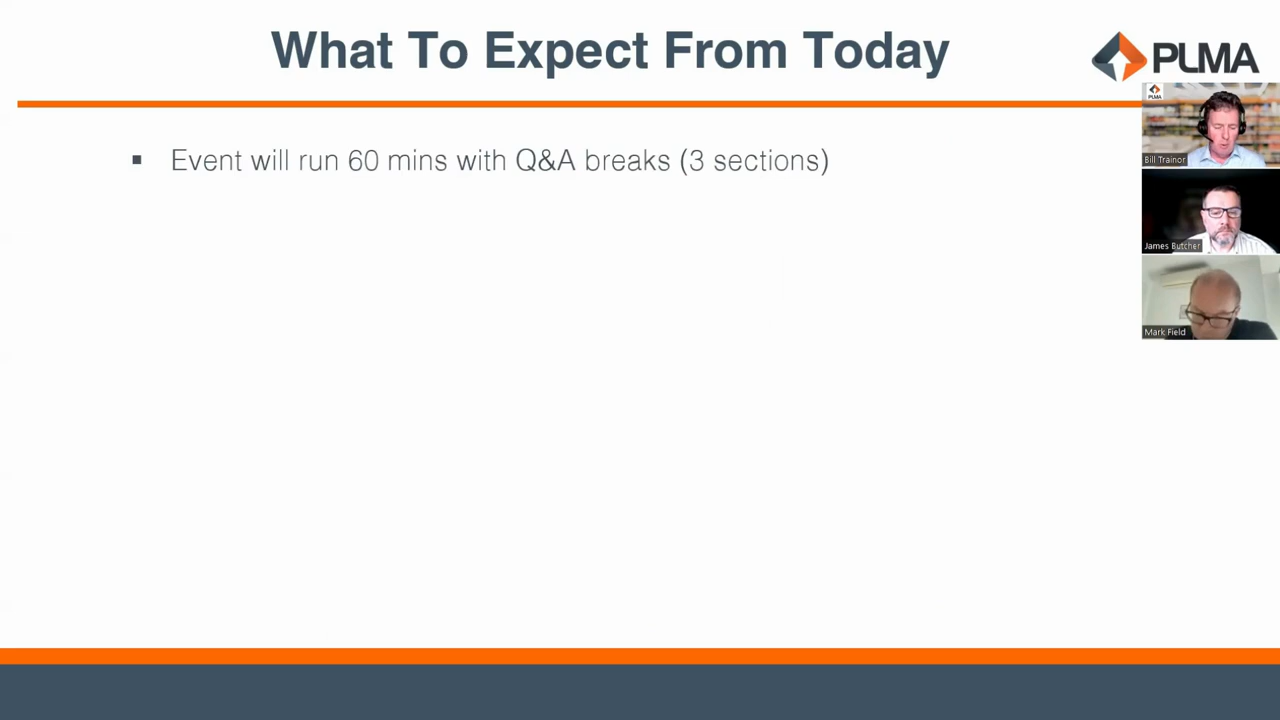 What To Expect From Today
PLMA
▪ Event will run 60 mins with Q&A breaks (3 sections)
PLMA
Bill Trainor
James Butcher
Mark Field